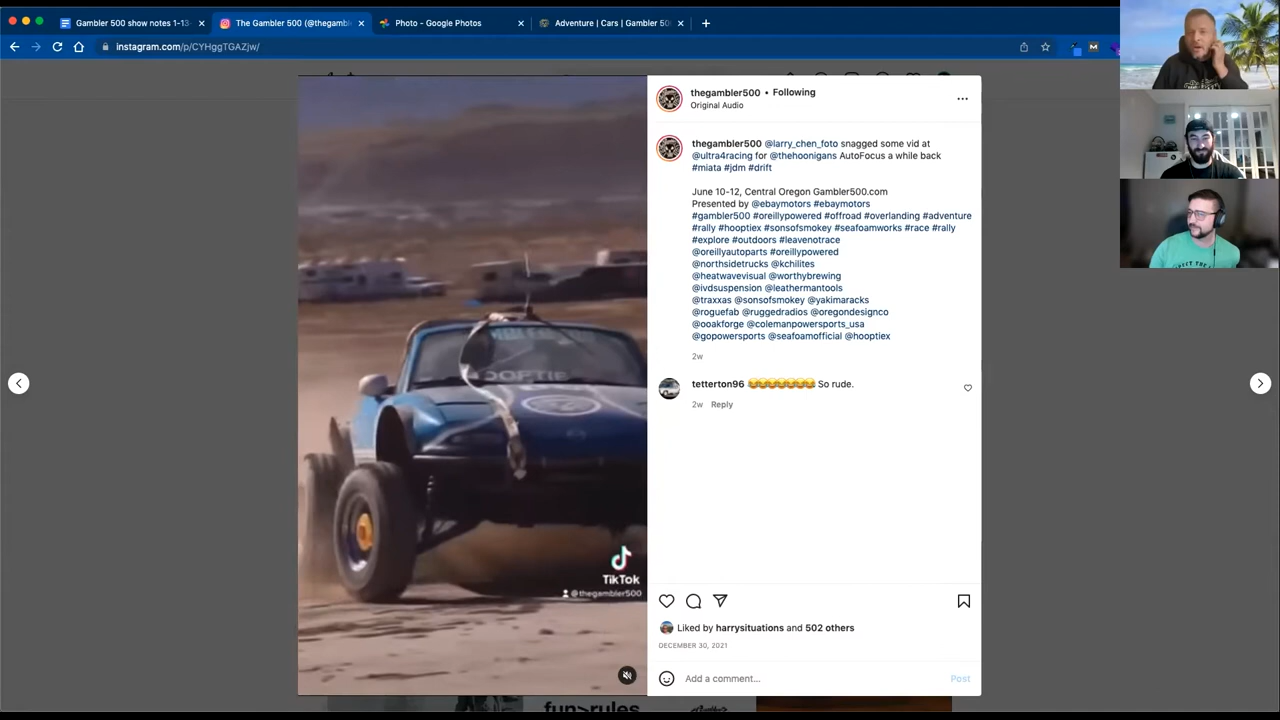 Gambler 500 show notes 1-13-
The Gambler 500 (@thegambl
Photo - Google Photos
Adventure | Cars | Gambler 50
instagram.com/p/CYHggTGAZjw/
thegambler500 • Following
Original Audio
thegambler500 @larry_chen_foto snagged some vid at
@ultra4racing for @thehoonigans AutoFocus a while back
#miata #jdm #drift
June 10-12, Central Oregon Gambler500.com
Presented by @ebaymotors #ebaymotors
#gambler500 #oreillypowered #offroad #overlanding #adventure
#rally #hooptiex #sonsofsmokey #seafoamworks #race #rally
#explore #outdoors #leavenotrace
@oreillyautoparts #oreillypowered
@northsidetrucks @kchilites
@heatwavevisual @worthybrewing
@ivdsuspension @leathermantools
@traxxas @sonsofsmokey @yakimaracks
@roguefab @ruggedradios @oregondesignco
@ooakforge @colemanpowersports_usa
@gopowersports @seafoamofficial @hooptiex
2w
tetterton96 😂😂😂😂😂😂😂 So rude.
2w Reply
OOPTIE
TikTok
@thegambler500
Liked by harrysituations and 502 others
DECEMBER 30, 2021
Add a comment...
Post
fun>rules